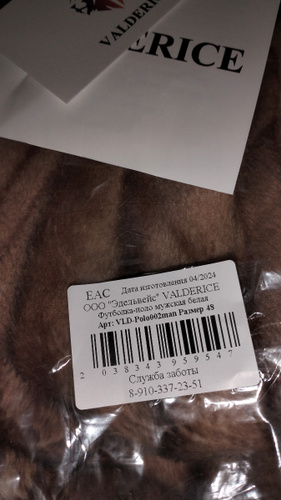 VALDERICE
ERICE
EAC Дата изготовления 04/2024
ООО "Эдельвейс" VALDERICE
Футболка-поло мужская белая
Арт: VLD-Polo002man Размер 48
2 038343 959547
Служба заботы
8-910-337-23-51